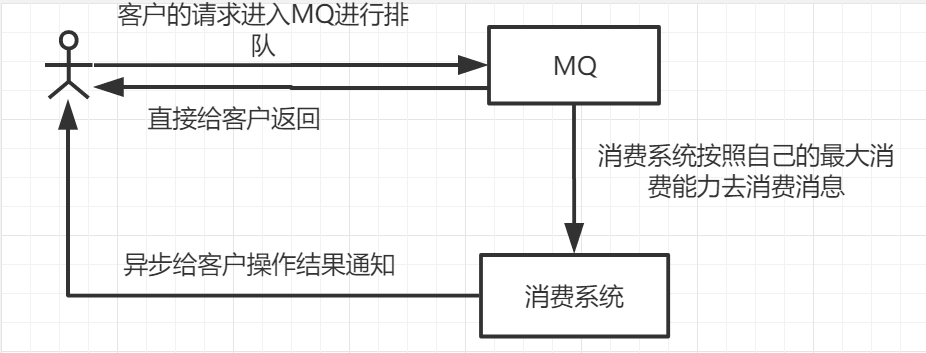 客户的请求进入MQ进行排
队
MQ
直接给客户返回
消费系统按照自己的最大消
费能力去消费消息
异步给客户操作结果通知
消费系统